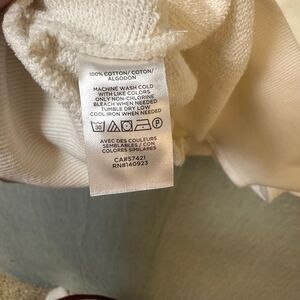 100% COTTON/ COTON/
ALGODON
MACHINE WASH COLD
WITH LIKE COLORS
ONLY NON-CHLORINE
BLEACH WHEN NEEDED
TUMBLE DRY LOW
COOL IRON WHEN NEEDED
AVEC DES COULEURS
SEMBLABLES / CON
COLORES SIMILARES
CA#57421
RN#140923